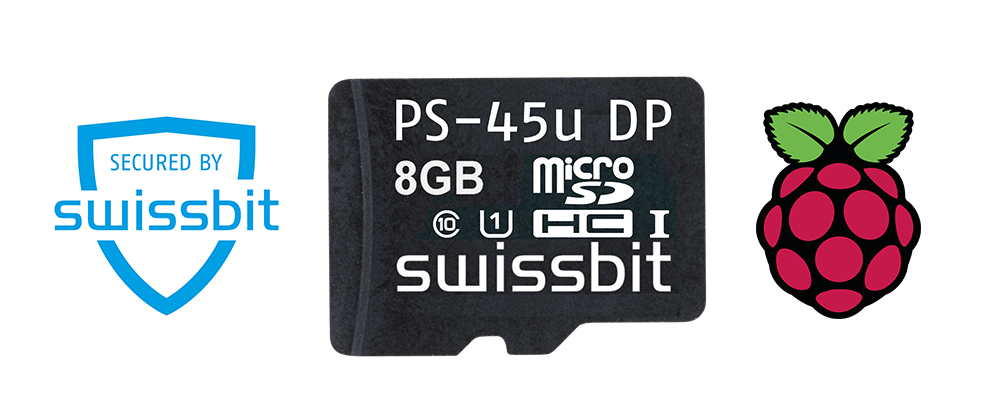 SECURED BY
swissbit
PS-45u DP
8GB
Micro
SD
HC I
10
U 1
swissbit